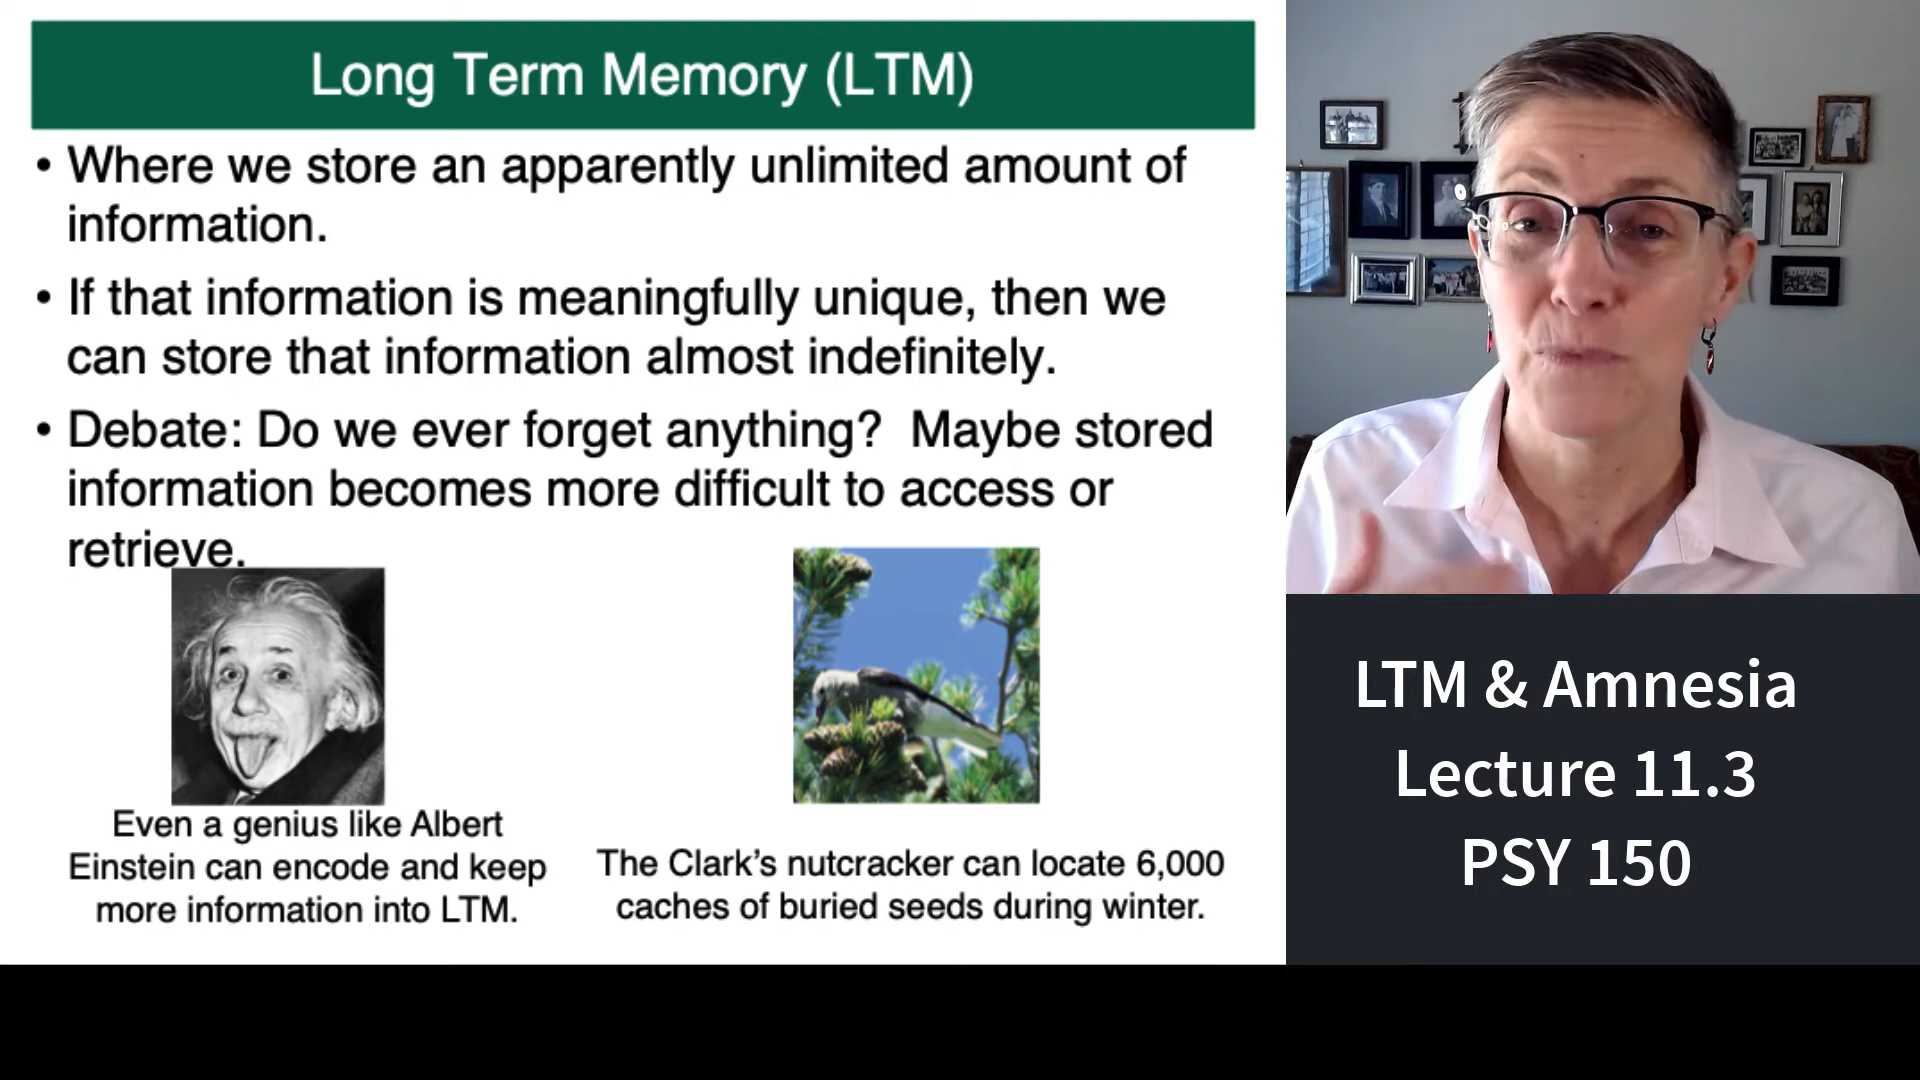 Long Term Memory (LTM)
• Where we store an apparently unlimited amount of
information.
• If that information is meaningfully unique, then we
can store that information almost indefinitely.
• Debate: Do we ever forget anything?  Maybe stored
information becomes more difficult to access or
retrieve.
Even a genius like Albert
Einstein can encode and keep
more information into LTM.
The Clark’s nutcracker can locate 6,000
caches of buried seeds during winter.
LTM & Amnesia
Lecture 11.3
PSY 150